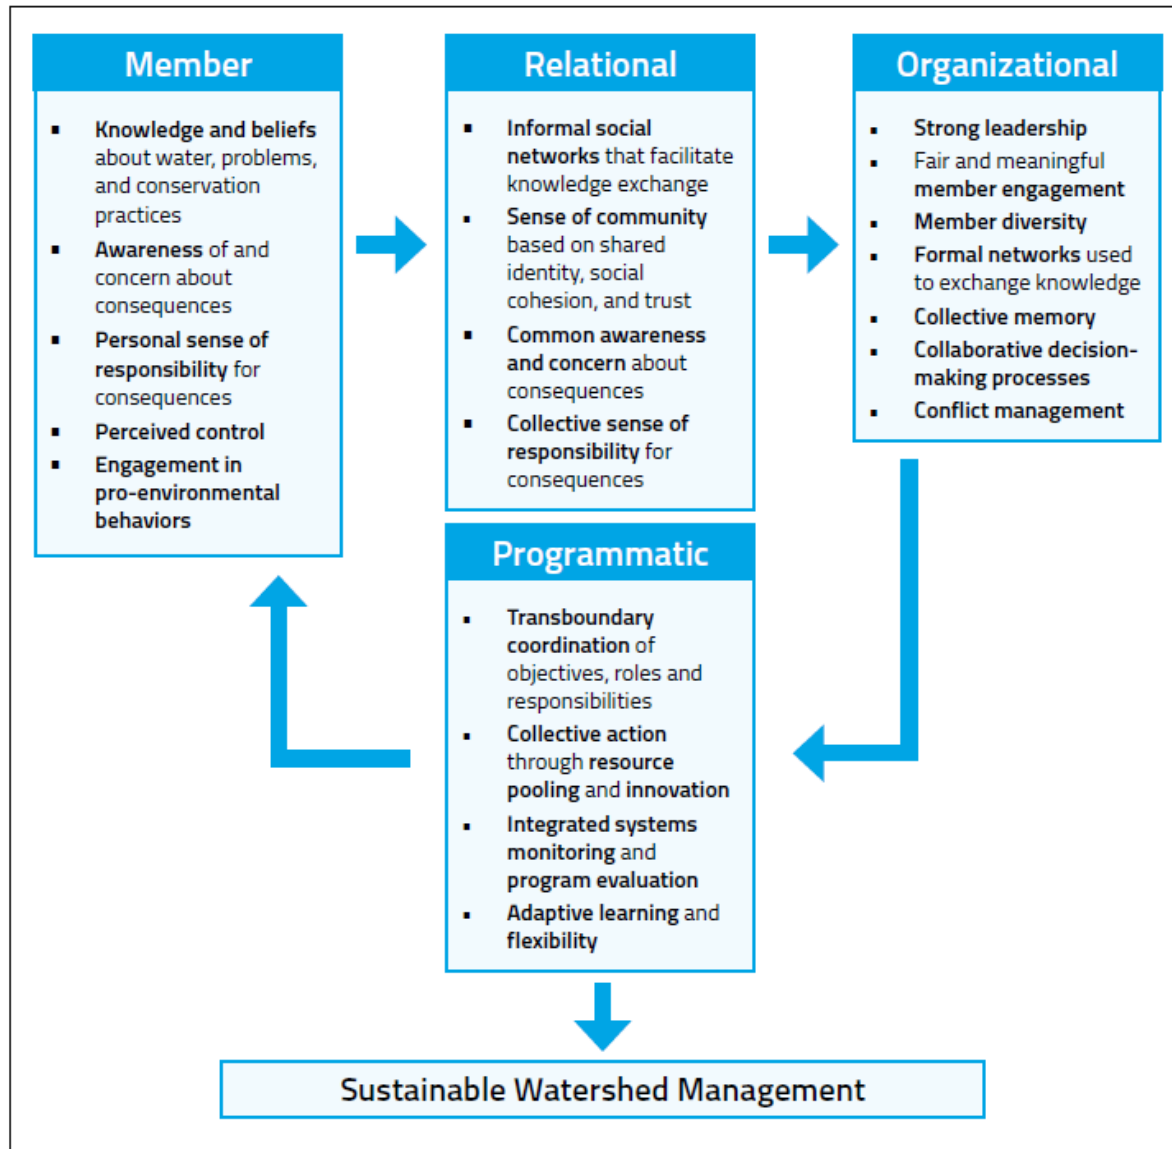 Member
▪ Knowledge and beliefs
about water, problems,
and conservation
practices
▪ Awareness of and
concern about
consequences
▪ Personal sense of
responsibility for
consequences
▪ Perceived control
▪ Engagement in
pro-environmental
behaviors
Relational
▪ Informal social
networks that facilitate
knowledge exchange
▪ Sense of community
based on shared
identity, social
cohesion, and trust
▪ Common awareness
and concern about
consequences
▪ Collective sense of
responsibility for
consequences
Organizational
▪ Strong leadership
▪ Fair and meaningful
member engagement
▪ Member diversity
▪ Formal networks used
to exchange knowledge
▪ Collective memory
▪ Collaborative decision-
making processes
▪ Conflict management
Programmatic
▪ Transboundary
coordination of
objectives, roles and
responsibilities
▪ Collective action
through resource
pooling and innovation
▪ Integrated systems
monitoring and
program evaluation
▪ Adaptive learning and
flexibility
Sustainable Watershed Management